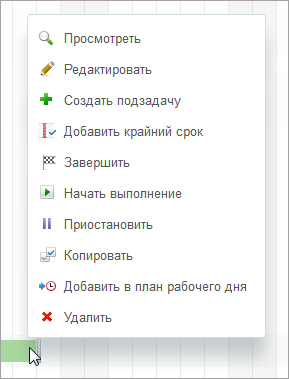 Просмотреть
Редактировать
Создать подзадачу
Добавить крайний срок
Завершить
Начать выполнение
Приостановить
Копировать
Добавить в план рабочего дня
Удалить